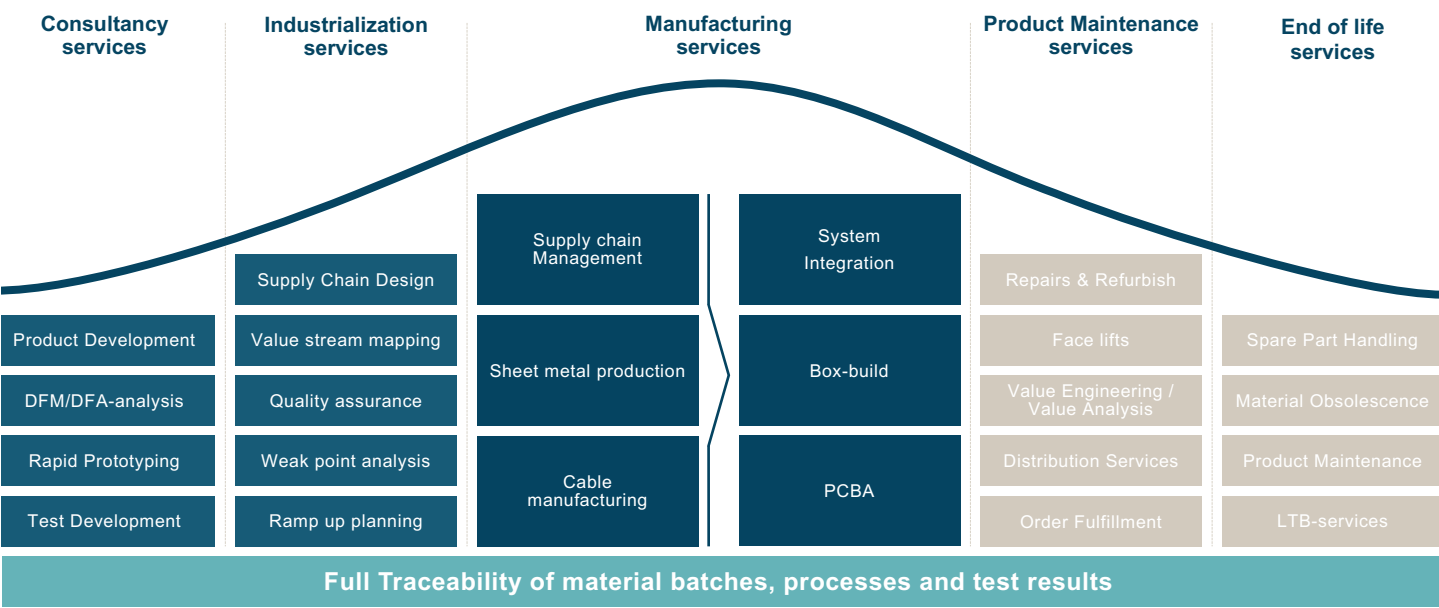 Consultancy
services
Industrialization
services
Manufacturing
services
Product Maintenance
services
End of life
services
Product Development
DFM/DFA-analysis
Rapid Prototyping
Test Development
Supply Chain Design
Value stream mapping
Quality assurance
Weak point analysis
Ramp up planning
Supply chain
Management
Sheet metal production
Cable
manufacturing
System
Integration
Box-build
PCBA
Repairs & Refurbish
Face lifts
Value Engineering /
Value Analysis
Distribution Services
Order Fulfillment
Spare Part Handling
Material Obsolescence
Product Maintenance
LTB-services
Full Traceability of material batches, processes and test results